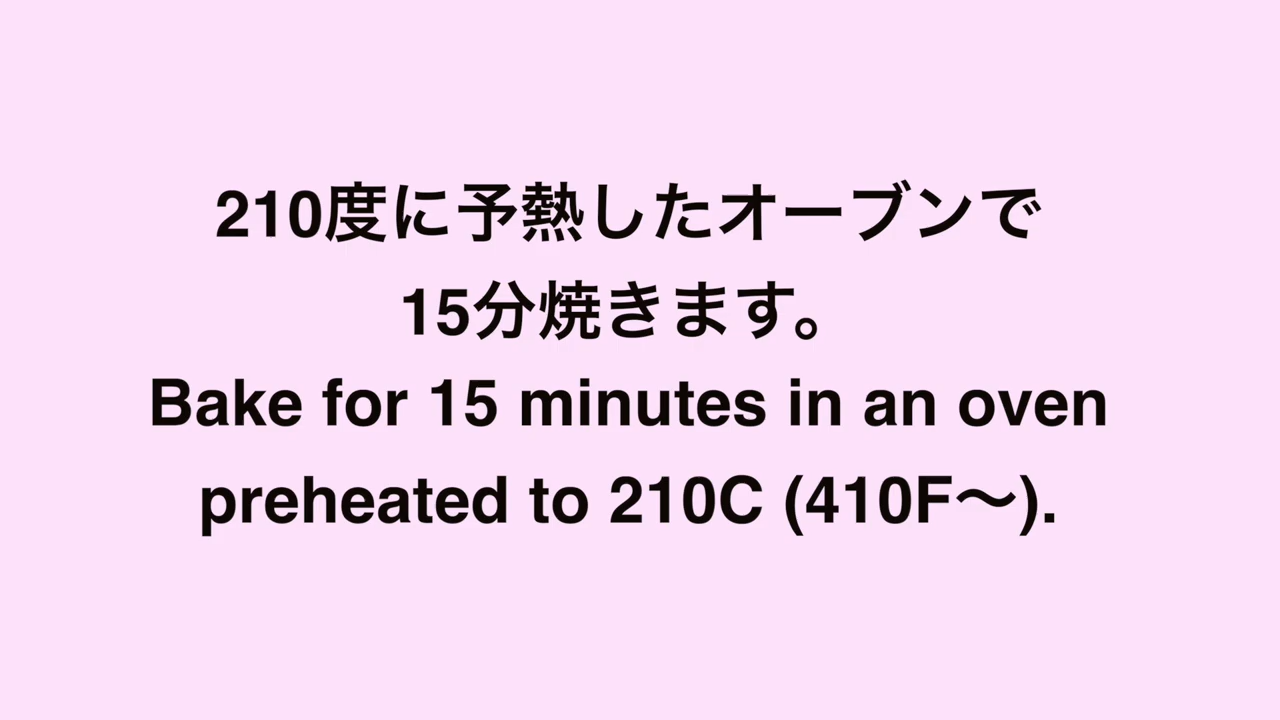 210度に予熱したオーブンで
15分焼きます。
Bake for 15 minutes in an oven
preheated to 210C (410F〜).